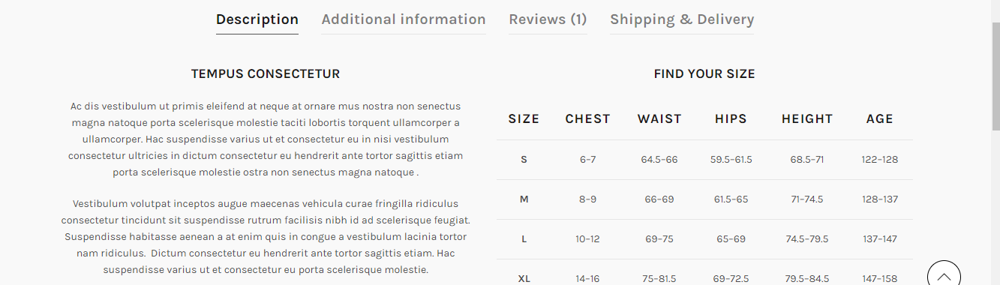 Description Additional information Reviews (1) Shipping & Delivery
TEMPUS CONSECTETUR
Ac dis vestibulum ut primis eleifend at neque at ornare mus nostra non senectus
magna natoque porta scelerisque molestie taciti lobortis torquent ullamcorper a
ullamcorper. Hac suspendisse varius ut et consectetur eu in nisi vestibulum
consectetur ultricies in dictum consectetur eu hendrerit ante tortor sagittis etiam
porta scelerisque molestie ostra non senectus magna natoque .
Vestibulum volutpat inceptos augue maecenas vehicula curae fringilla ridiculus
consectetur tincidunt sit suspendisse rutrum facilisis nibh id ad scelerisque feugiat.
Suspendisse habitasse aenean a at enim quis in congue a vestibulum lacinia tortor
nam ridiculus.  Dictum consectetur eu hendrerit ante tortor sagittis etiam. Hac
suspendisse varius ut et consectetur eu porta scelerisque molestie.
FIND YOUR SIZE
SIZE CHEST WAIST HIPS HEIGHT AGE
S 6–7 64.5–66 59.5–61.5 68.5–71 122–128
M 8–9 66–69 61.5–65 71–74.5 128–137
L 10–12 69–75 65–69 74.5–79.5 137–147
XL 14–16 75–81.5 69–72.5 79.5–84.5 147–158